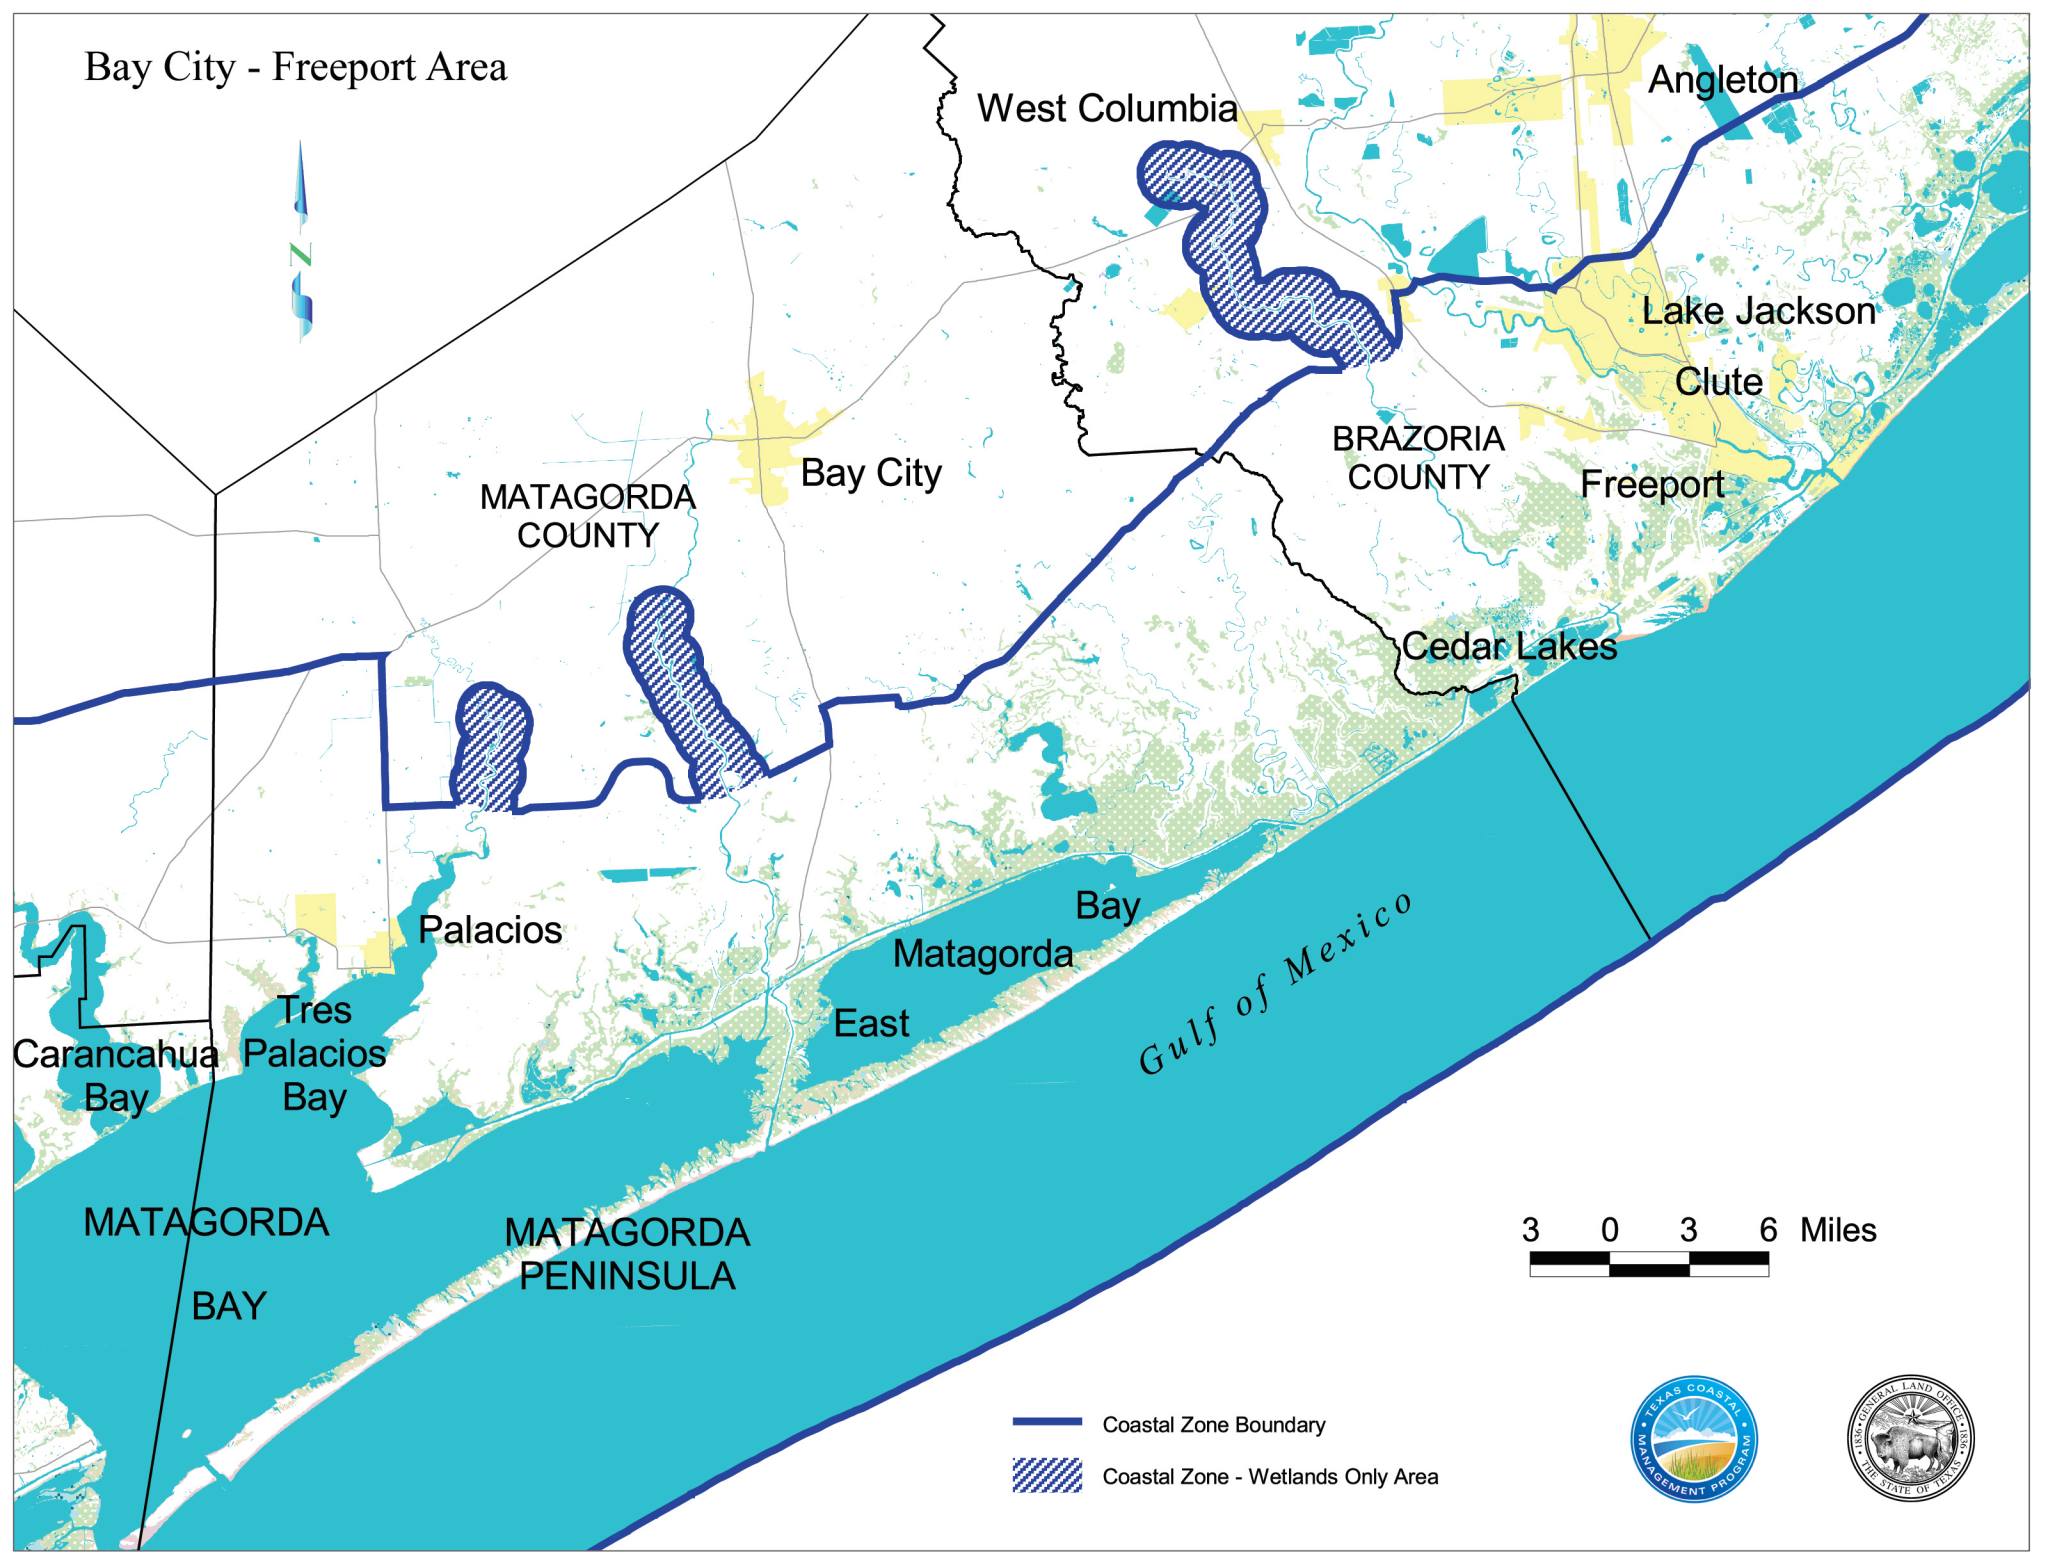 Bay City - Freeport Area
N
Angleton
West Columbia
Lake Jackson
Clute
BRAZORIA
COUNTY
Bay City
Freeport
MATAGORDA
COUNTY
Cedar Lakes
Palacios
Bay
Matagorda
East
Gulf of Mexico
Tres
Palacios
Bay
Carancahua
Bay
MATAGORDA
BAY
MATAGORDA
PENINSULA
3 0 3 6 Miles
Coastal Zone Boundary
Coastal Zone - Wetlands Only Area
TEXAS COASTAL
MANAGEMENT PROGRAM
GENERAL LAND OFFICE
1836 1836
THE STATE OF TEXAS